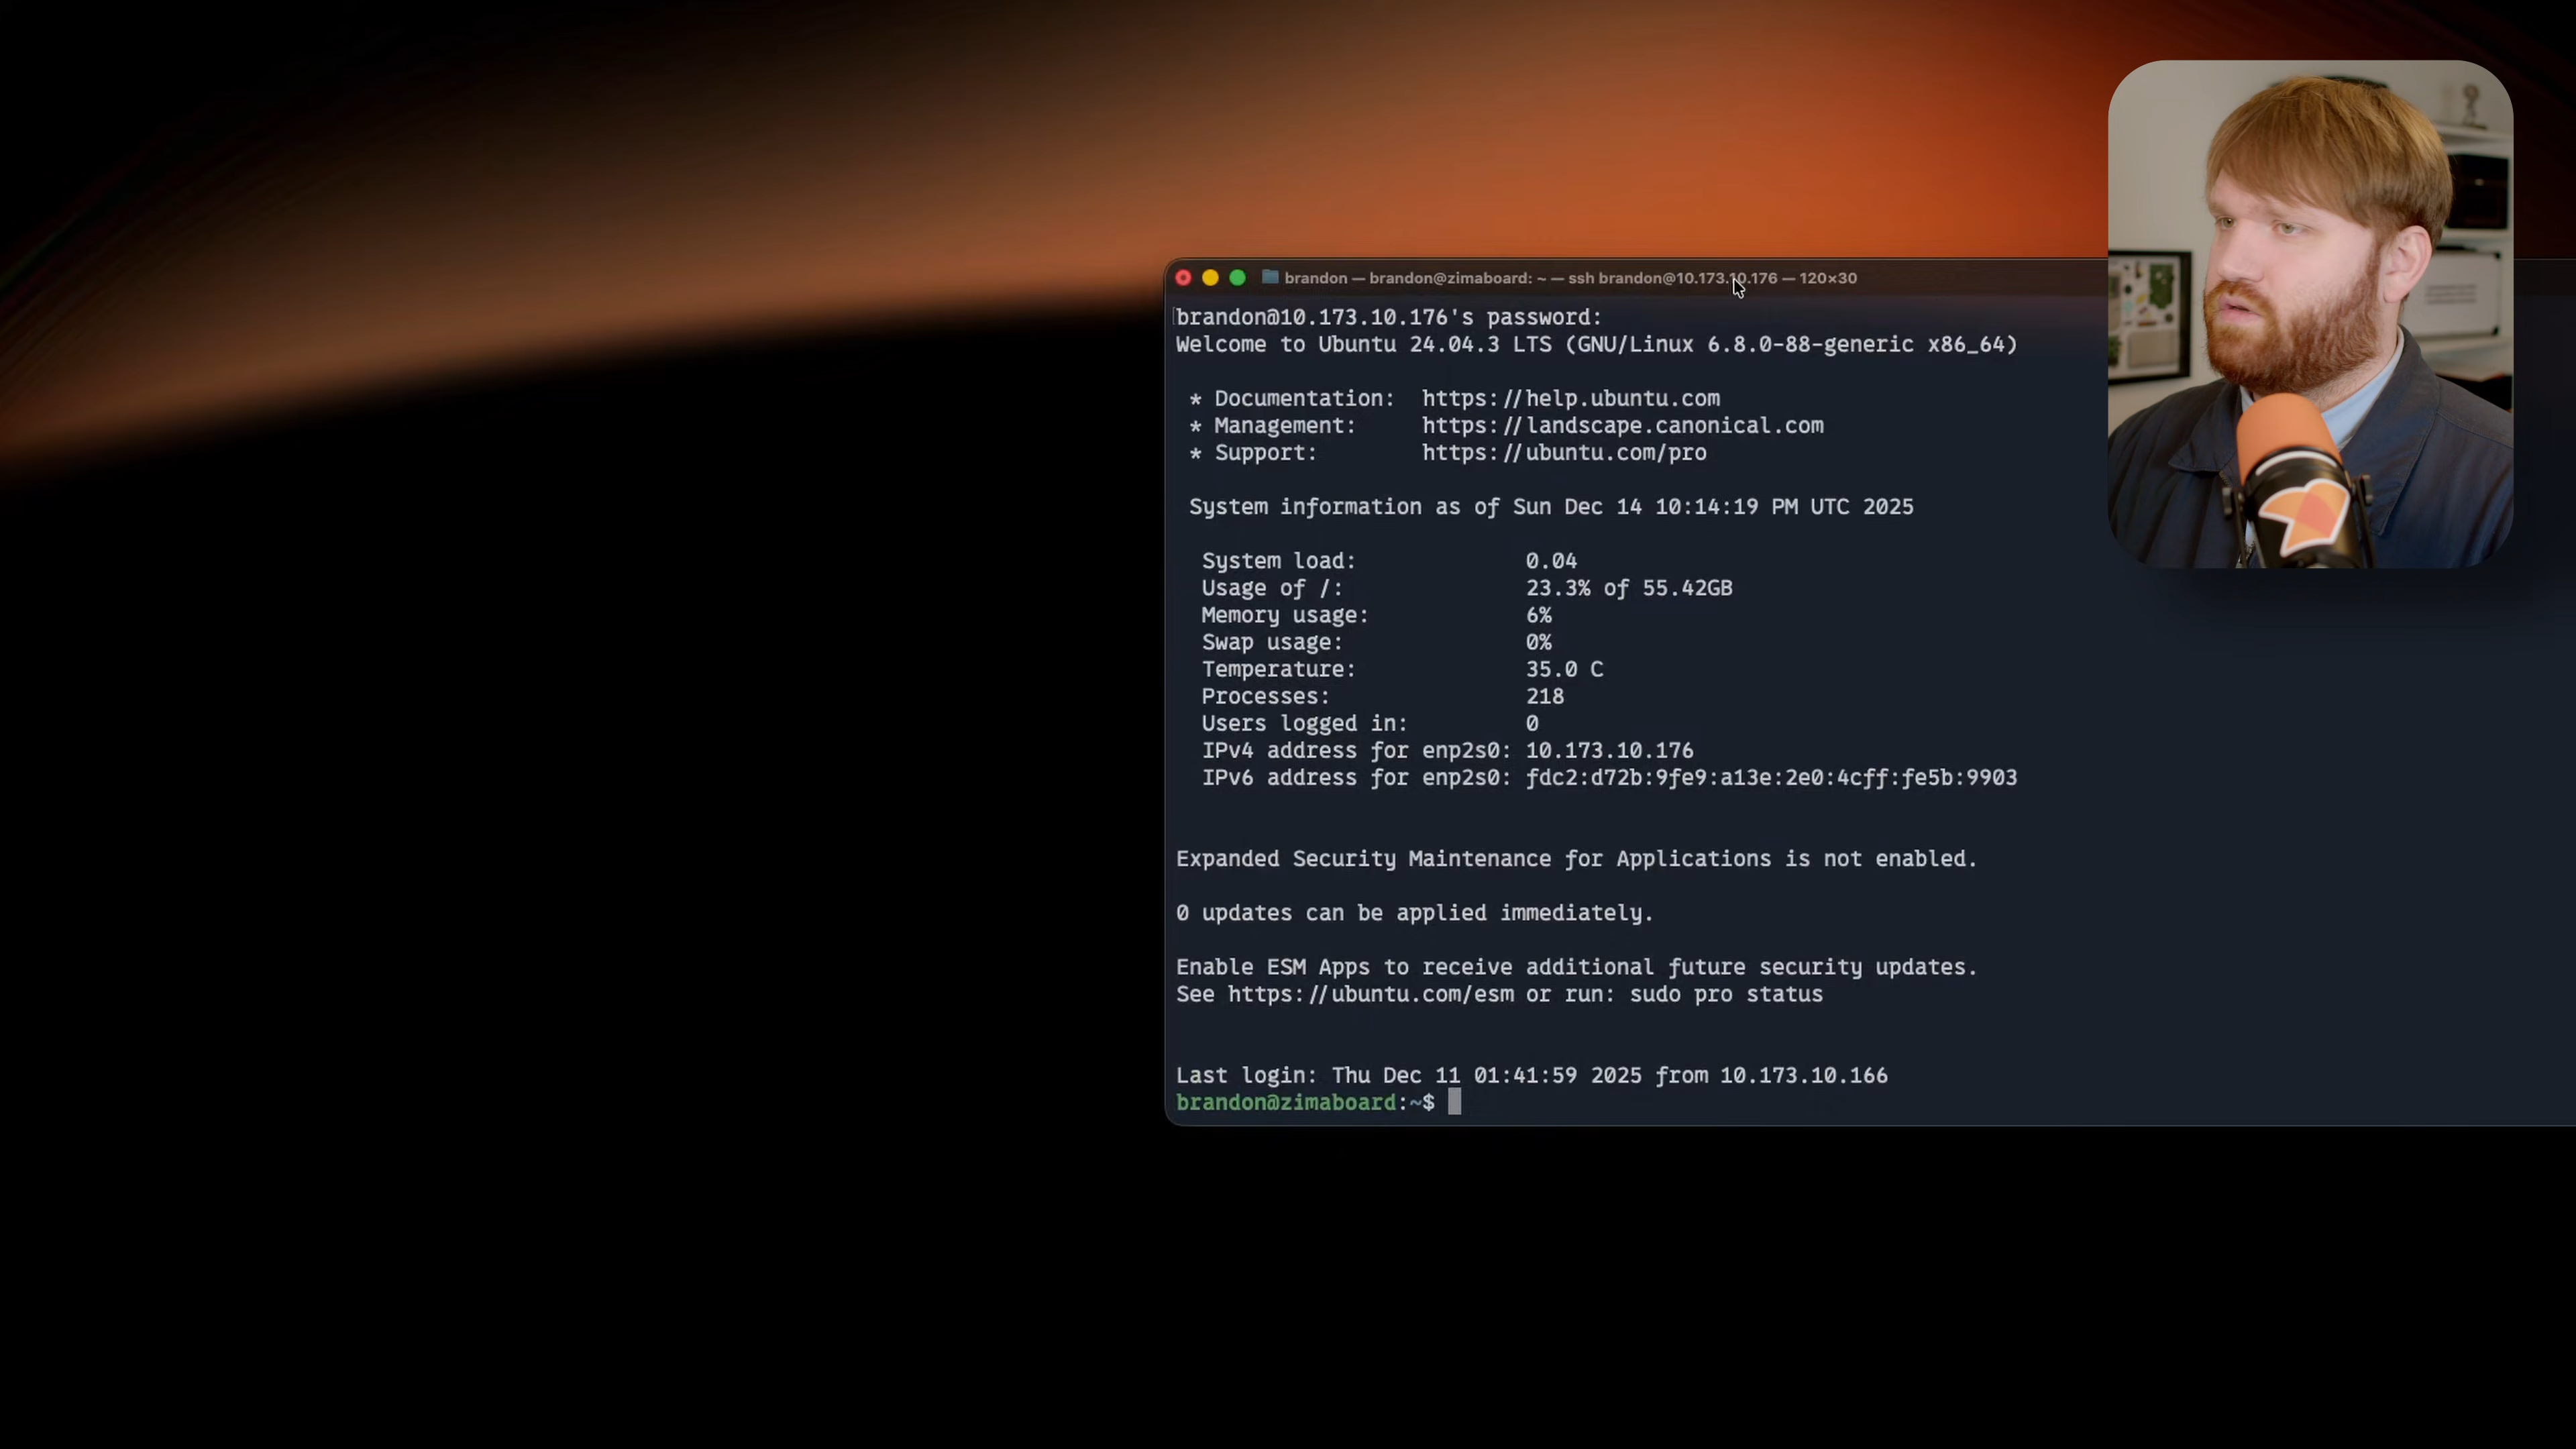 brandon — brandon@zimaboard: ~ — ssh brandon@10.173.10.176 — 120×30
brandon@10.173.10.176's password:
Welcome to Ubuntu 24.04.3 LTS (GNU/Linux 6.8.0-88-generic x86_64)
* Documentation: https://help.ubuntu.com
* Management: https://landscape.canonical.com
* Support: https://ubuntu.com/pro
System information as of Sun Dec 14 10:14:19 PM UTC 2025
System load: 0.04
Usage of /: 23.3% of 55.42GB
Memory usage: 6%
Swap usage: 0%
Temperature: 35.0 C
Processes: 218
Users logged in: 0
IPv4 address for enp2s0: 10.173.10.176
IPv6 address for enp2s0: fdc2:d72b:9fe9:a13e:2e0:4cff:fe5b:9903
Expanded Security Maintenance for Applications is not enabled.
0 updates can be applied immediately.
Enable ESM Apps to receive additional future security updates.
See https://ubuntu.com/esm or run: sudo pro status
Last login: Thu Dec 11 01:41:59 2025 from 10.173.10.166
brandon@zimaboard:~$